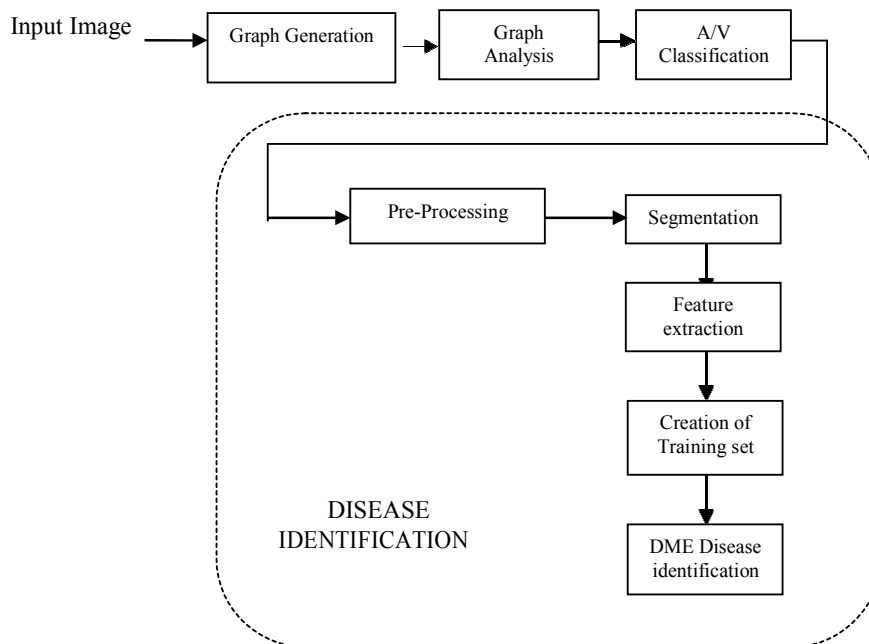 Input Image
Graph Generation
Graph
Analysis
A/V
Classification
Pre-Processing
Segmentation
Feature
extraction
Creation of
Training set
DISEASE
IDENTIFICATION
DME Disease
identification